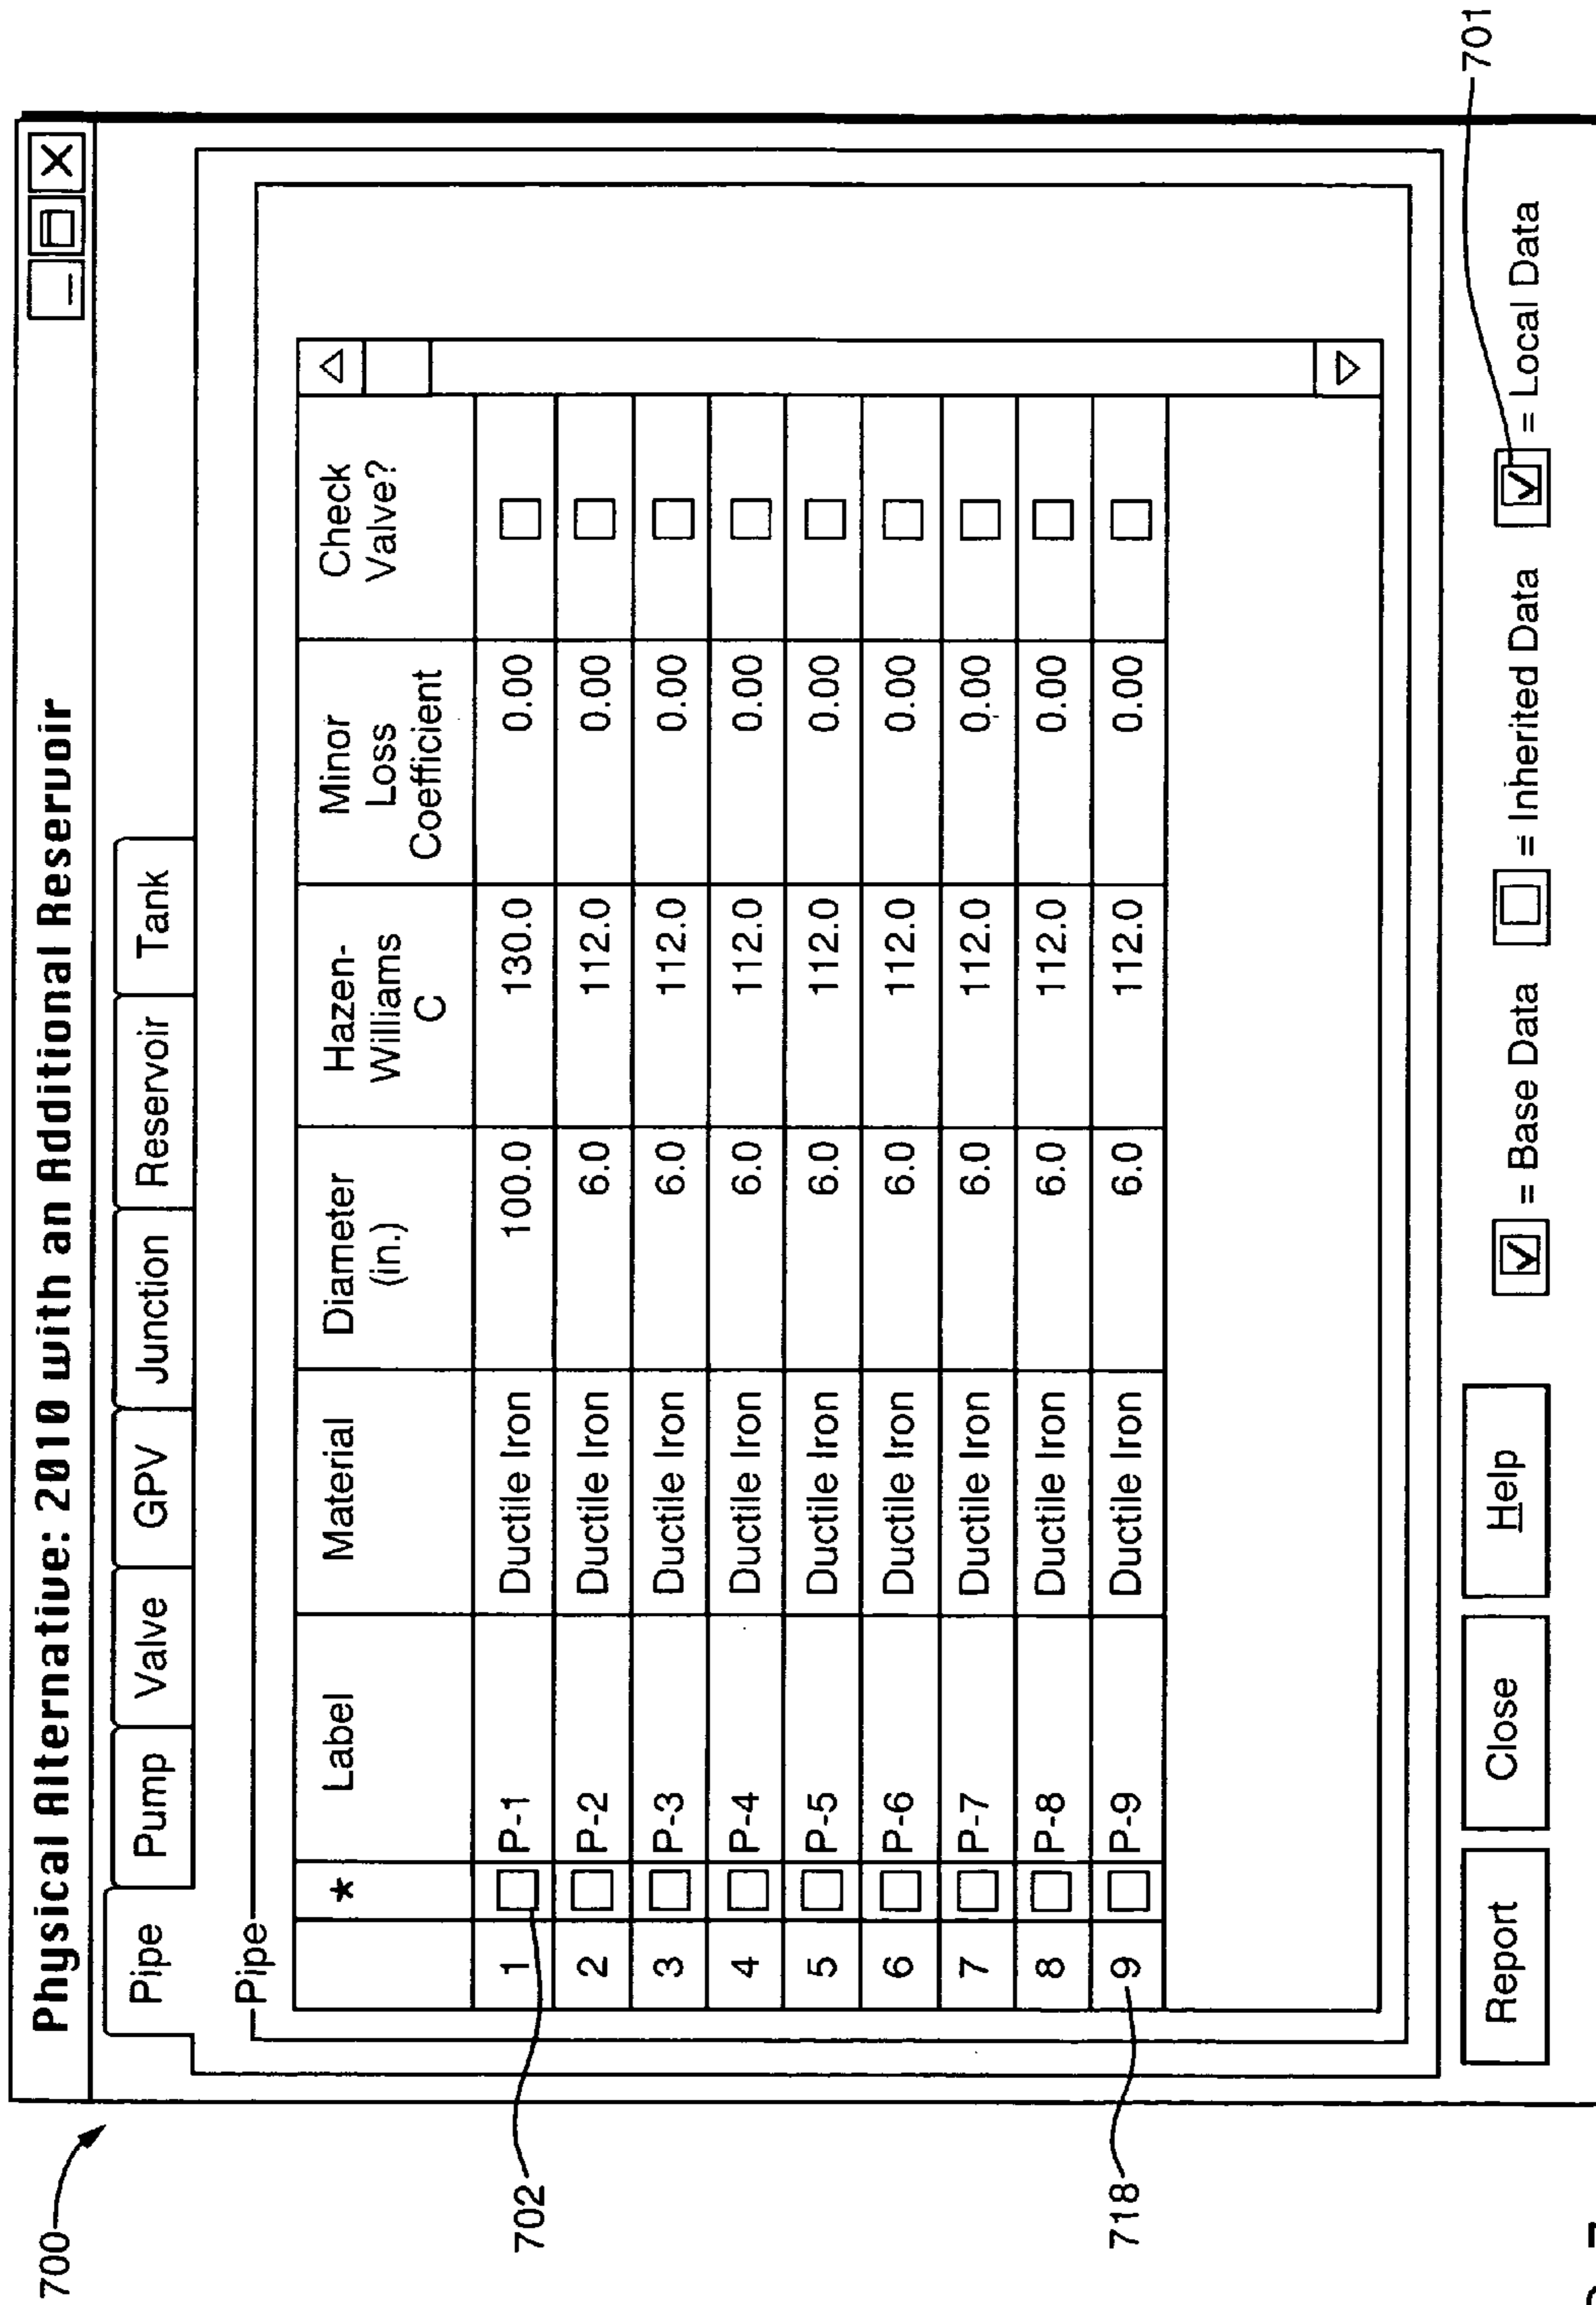 700
Physical Alternative: 2010 with an Additional Reservoir
Pipe Pump Valve GPV Junction Reservoir Tank
Pipe
* Label Material Diameter (in.) Hazen-Williams C Minor Loss Coefficient Check Valve?
1 P-1 Ductile Iron 100.0 130.0 0.00
2 P-2 Ductile Iron 6.0 112.0 0.00
3 P-3 Ductile Iron 6.0 112.0 0.00
4 P-4 Ductile Iron 6.0 112.0 0.00
5 P-5 Ductile Iron 6.0 112.0 0.00
6 P-6 Ductile Iron 6.0 112.0 0.00
7 P-7 Ductile Iron 6.0 112.0 0.00
8 P-8 Ductile Iron 6.0 112.0 0.00
9 P-9 Ductile Iron 6.0 112.0 0.00
702
718
701
Report Close Help = Base Data = Inherited Data = Local Data